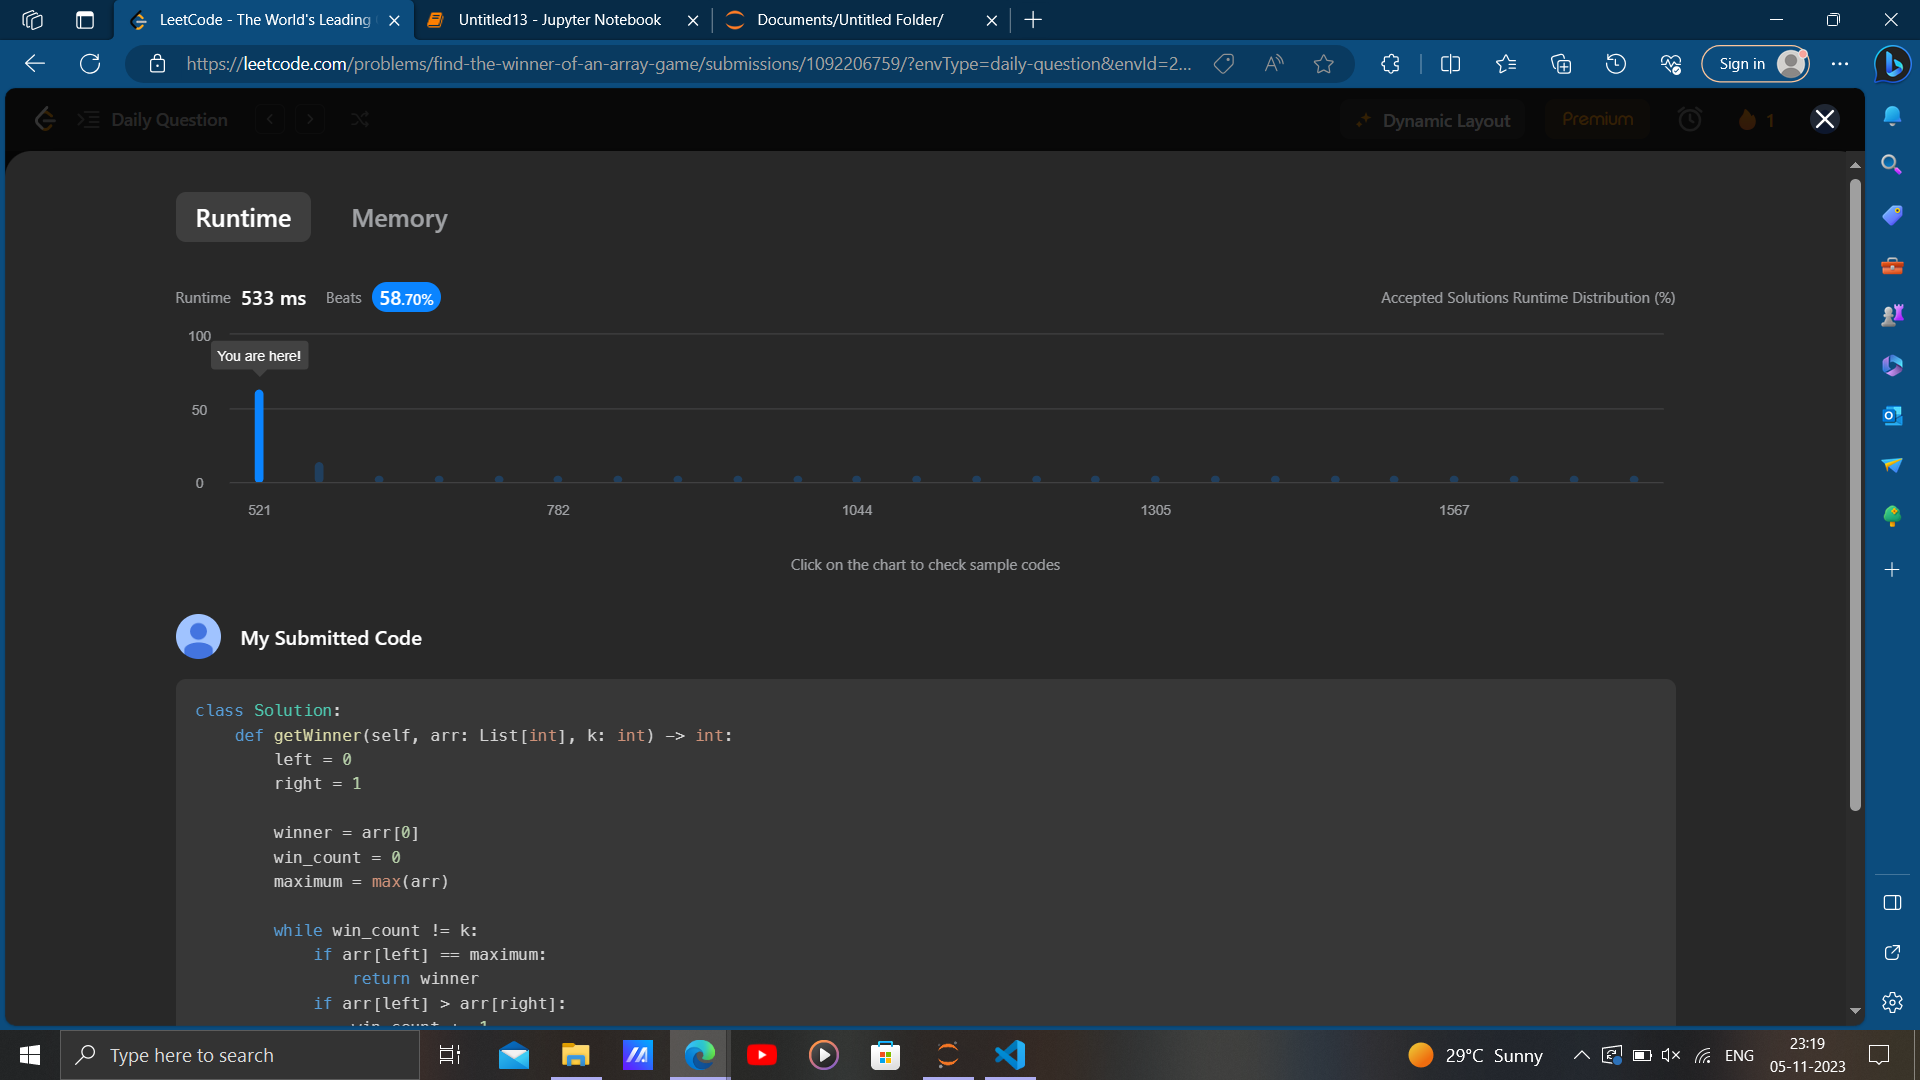 LeetCode - The World's Leading
Untitled13 - Jupyter Notebook
Documents/Untitled Folder/
https://leetcode.com/problems/find-the-winner-of-an-array-game/submissions/1092206759/?envType=daily-question&envId=2...
Sign in
Daily Question
Dynamic Layout
Premium
1
Runtime
Memory
Runtime 533 ms Beats 58.70%
Accepted Solutions Runtime Distribution (%)
100
You are here!
50
0
521 782 1044 1305 1567
Click on the chart to check sample codes
My Submitted Code
class Solution:
    def getWinner(self, arr: List[int], k: int) -> int:
        left = 0
        right = 1
        winner = arr[0]
        win_count = 0
        maximum = max(arr)
        while win_count != k:
            if arr[left] == maximum:
                return winner
            if arr[left] > arr[right]:
Type here to search
29°C Sunny
ENG
23:19
05-11-2023